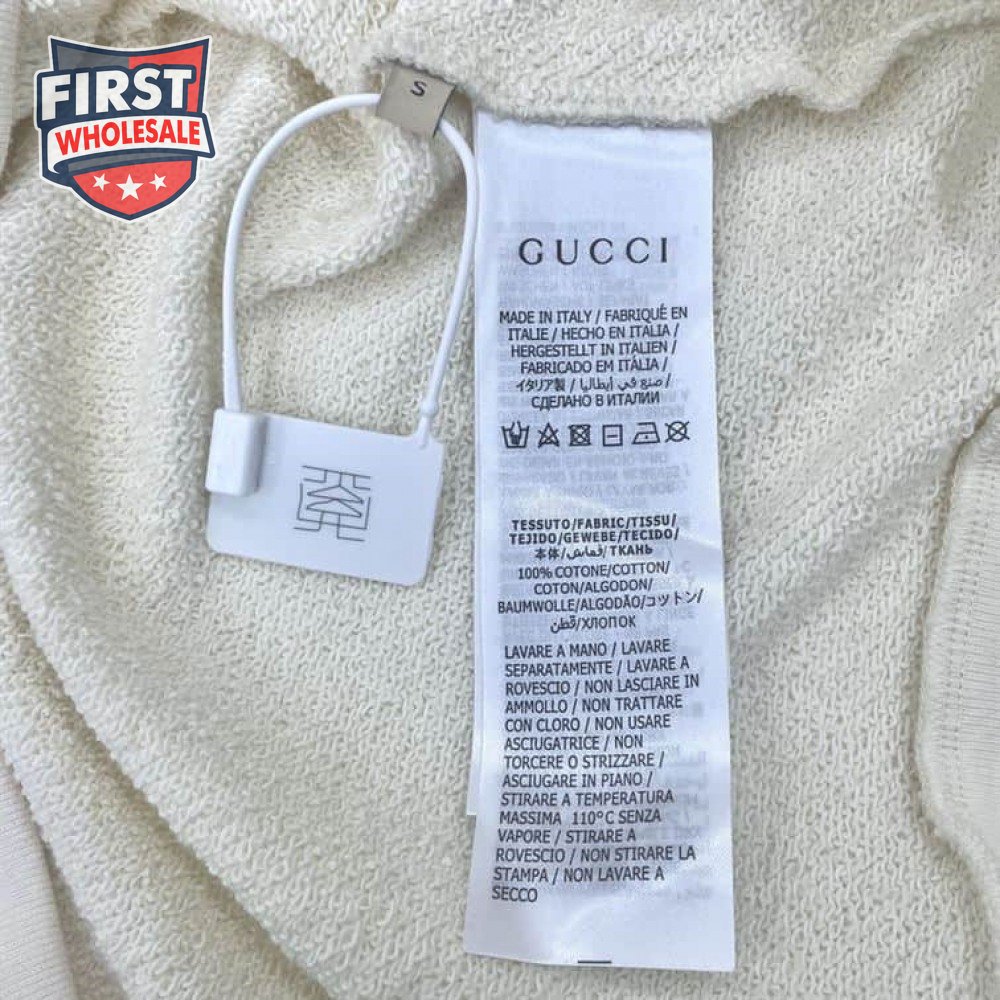 FIRST
WHOLESALE
S
GUCCI
MADE IN ITALY / FABRIQUÉ EN
ITALIE / HECHO EN ITALIA /
HERGESTELLT IN ITALIEN /
FABRICADO EM ITÁLIA /
イタリア製 / صنع في إيطاليا /
СДЕЛАНО В ИТАЛИИ
TESSUTO/FABRIC/TISSU/
TEJIDO/GEWEBE/TECIDO/
本体/قماش/ТКАНЬ
100% COTONE/COTTON/
COTON/ALGODON/
BAUMWOLLE/ALGODÃO/コットン/
قطن/ХЛОПОК
LAVARE A MANO / LAVARE
SEPARATAMENTE / LAVARE A
ROVESCIO / NON LASCIARE IN
AMMOLLO / NON TRATTARE
CON CLORO / NON USARE
ASCIUGATRICE / NON
TORCERE O STRIZZARE /
ASCIUGARE IN PIANO /
STIRARE A TEMPERATURA
MASSIMA 110°C SENZA
VAPORE / STIRARE A
ROVESCIO / NON STIRARE LA
STAMPA / NON LAVARE A
SECCO